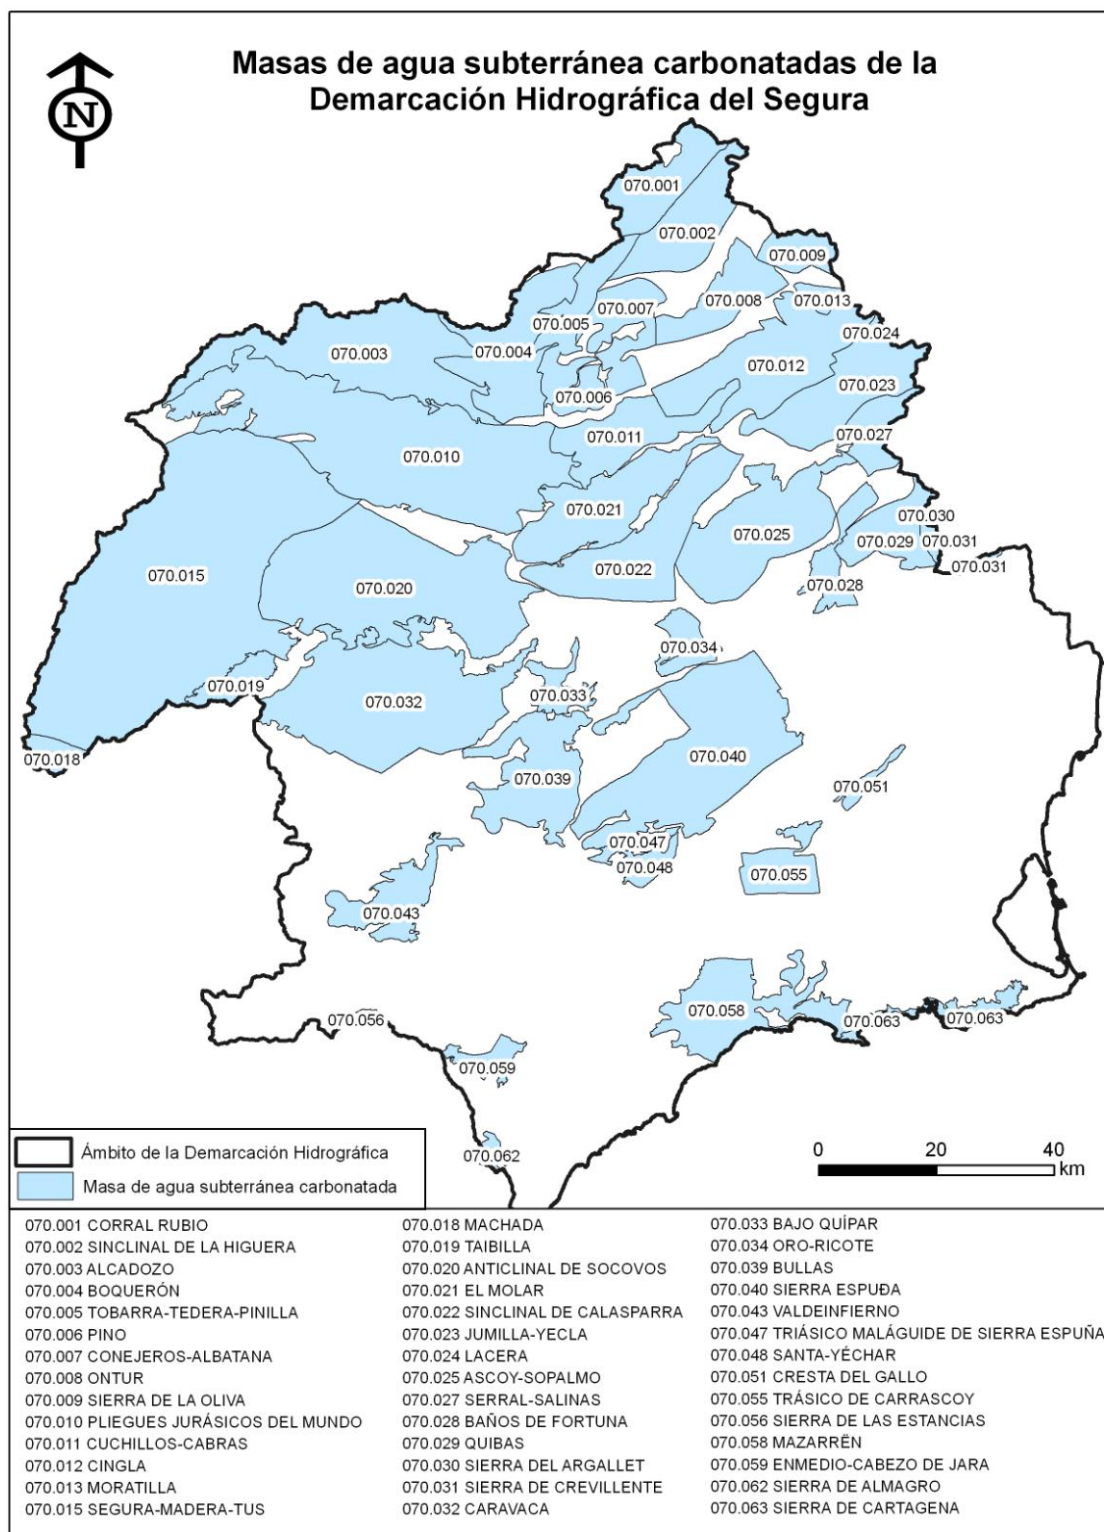 Masas de agua subterránea carbonatadas de la
Demarcación Hidrográfica del Segura
N
070.001
070.002
070.009
070.008
070.013
070.007
070.005
070.024
070.004
070.003
070.012
070.023
070.006
070.011
070.027
070.010
070.021
070.030
070.025
070.029
070.031
070.031
070.022
070.015
070.020
070.028
070.034
070.019
070.033
070.032
070.018
070.040
070.039
070.051
070.047
070.048
070.055
070.043
070.058
070.056
070.063
070.063
070.059
070.062
Ámbito de la Demarcación Hidrográfica
Masa de agua subterránea carbonatada
0 20 40
km
070.001 CORRAL RUBIO
070.002 SINCLINAL DE LA HIGUERA
070.003 ALCADOZO
070.004 BOQUERÓN
070.005 TOBARRA-TEDERA-PINILLA
070.006 PINO
070.007 CONEJEROS-ALBATANA
070.008 ONTUR
070.009 SIERRA DE LA OLIVA
070.010 PLIEGUES JURÁSICOS DEL MUNDO
070.011 CUCHILLOS-CABRAS
070.012 CINGLA
070.013 MORATILLA
070.015 SEGURA-MADERA-TUS
070.018 MACHADA
070.019 TAIBILLA
070.020 ANTICLINAL DE SOCOVOS
070.021 EL MOLAR
070.022 SINCLINAL DE CALASPARRA
070.023 JUMILLA-YECLA
070.024 LACERA
070.025 ASCOY-SOPALMO
070.027 SERRAL-SALINAS
070.028 BAÑOS DE FORTUNA
070.029 QUIBAS
070.030 SIERRA DEL ARGALLET
070.031 SIERRA DE CREVILLENTE
070.032 CARAVACA
070.033 BAJO QUÍPAR
070.034 ORO-RICOTE
070.039 BULLAS
070.040 SIERRA ESPUÐA
070.043 VALDEINFIERNO
070.047 TRIÁSICO MALÁGUIDE DE SIERRA ESPUÑA
070.048 SANTA-YÉCHAR
070.051 CRESTA DEL GALLO
070.055 TRÁSICO DE CARRASCOY
070.056 SIERRA DE LAS ESTANCIAS
070.058 MAZARRËN
070.059 ENMEDIO-CABEZO DE JARA
070.062 SIERRA DE ALMAGRO
070.063 SIERRA DE CARTAGENA